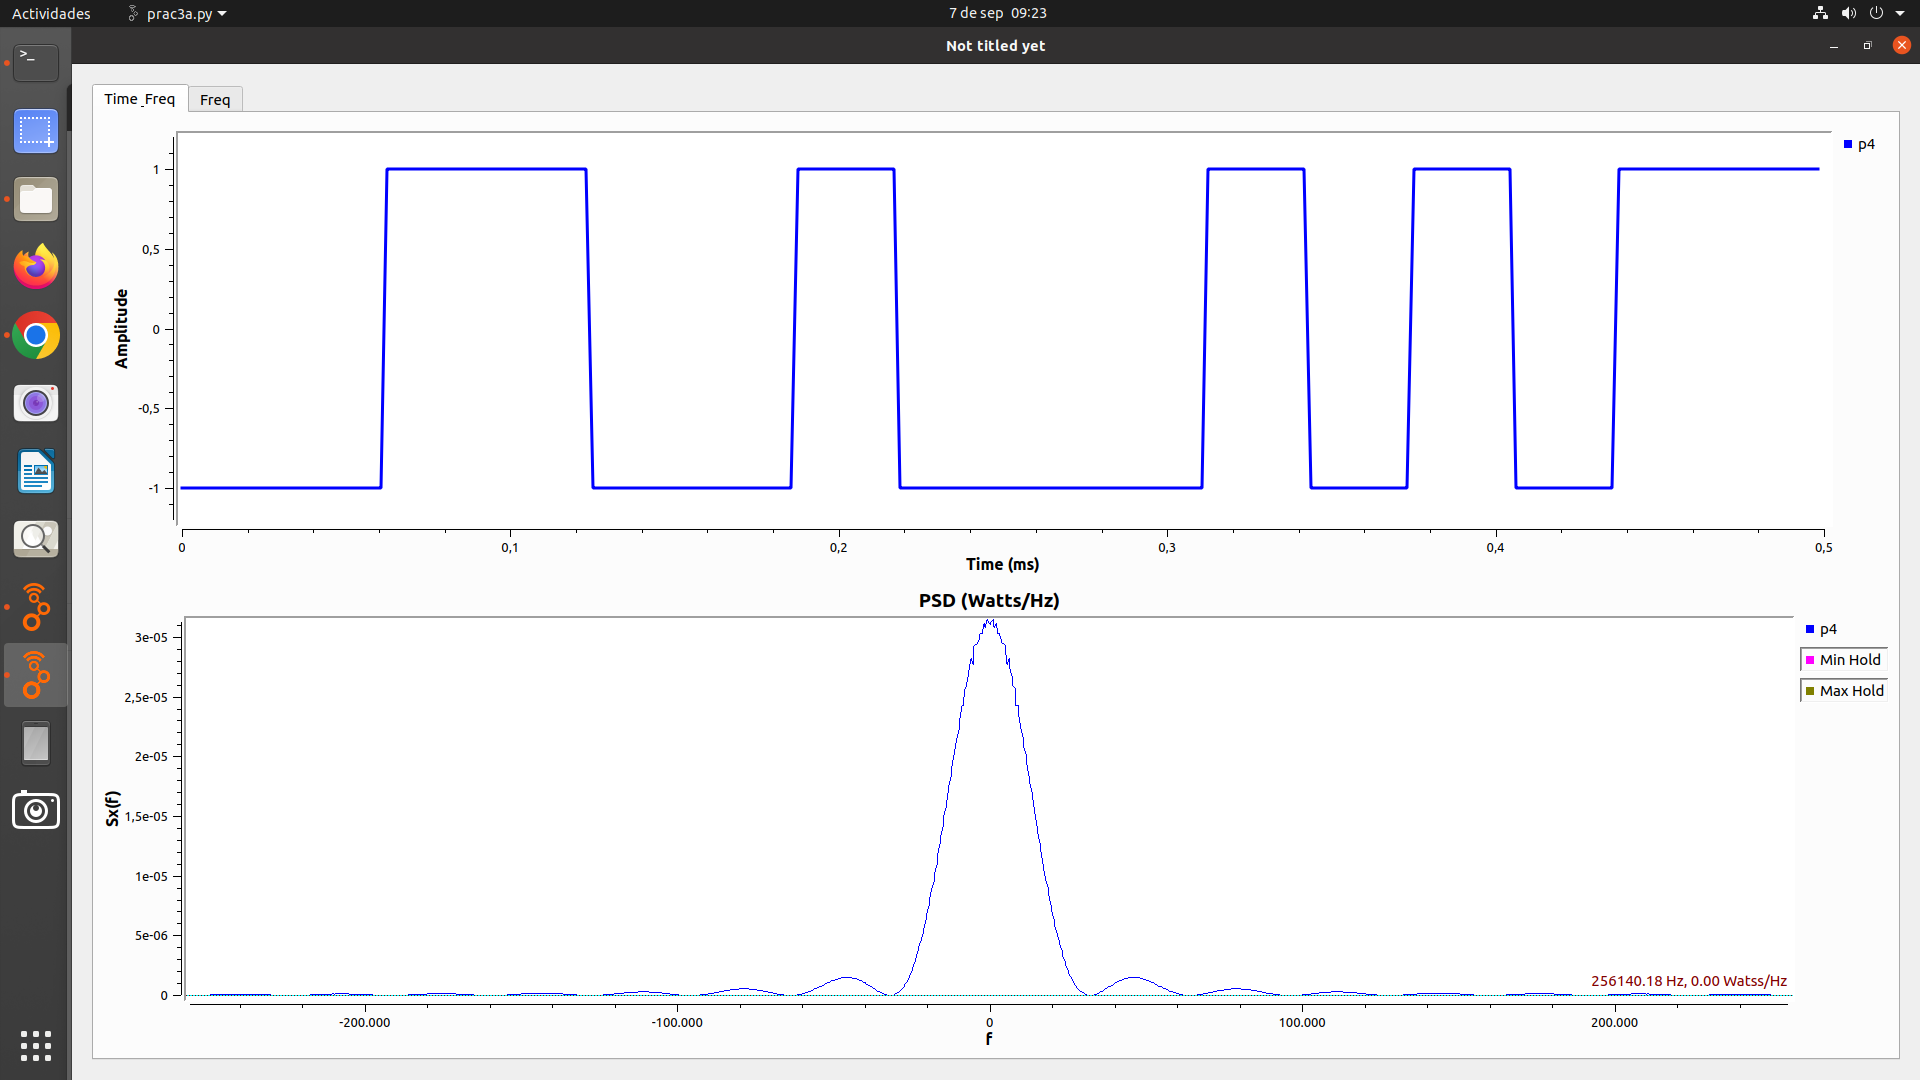 Actividades
prac3a.py
7 de sep 09:23
Not titled yet
>_
Time_Freq
Freq
p4
1
0,5
0
-0,5
-1
Amplitude
0
0,1
0,2
0,3
0,4
0,5
Time (ms)
PSD (Watts/Hz)
p4
Min Hold
Max Hold
3e-05
2,5e-05
2e-05
1,5e-05
1e-05
5e-06
0
Sx(f)
256140.18 Hz, 0.00 Watss/Hz
-200.000
-100.000
0
100.000
200.000
f